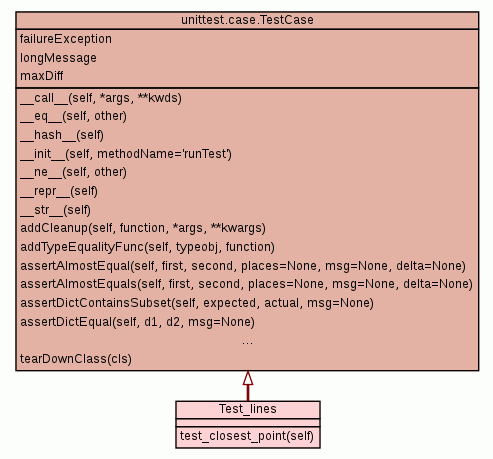 unittest.case.TestCase
failureException
longMessage
maxDiff
__call__(self, *args, **kwds)
__eq__(self, other)
__hash__(self)
__init__(self, methodName='runTest')
__ne__(self, other)
__repr__(self)
__str__(self)
addCleanup(self, function, *args, **kwargs)
addTypeEqualityFunc(self, typeobj, function)
assertAlmostEqual(self, first, second, places=None, msg=None, delta=None)
assertAlmostEquals(self, first, second, places=None, msg=None, delta=None)
assertDictContainsSubset(self, expected, actual, msg=None)
assertDictEqual(self, d1, d2, msg=None)
...
tearDownClass(cls)
Test_lines
test_closest_point(self)